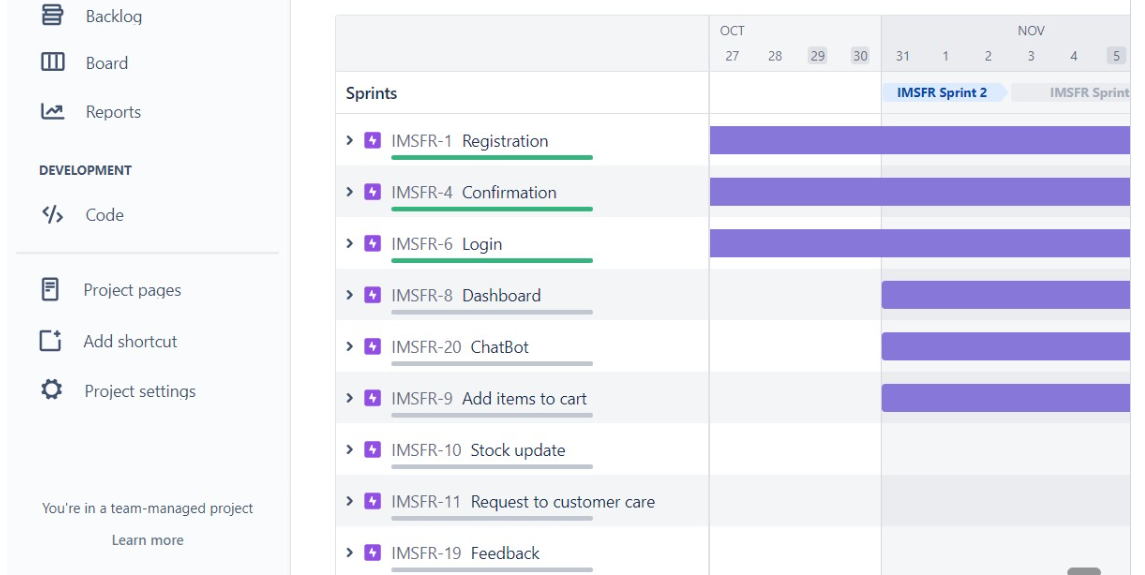 Backlog
Board
Reports
DEVELOPMENT
Code
Project pages
Add shortcut
Project settings
You're in a team-managed project
Learn more
OCT NOV
27 28 29 30 31 1 2 3 4 5
Sprints IMSFR Sprint 2 IMSFR Sprint
IMSFR-1 Registration
IMSFR-4 Confirmation
IMSFR-6 Login
IMSFR-8 Dashboard
IMSFR-20 ChatBot
IMSFR-9 Add items to cart
IMSFR-10 Stock update
IMSFR-11 Request to customer care
IMSFR-19 Feedback